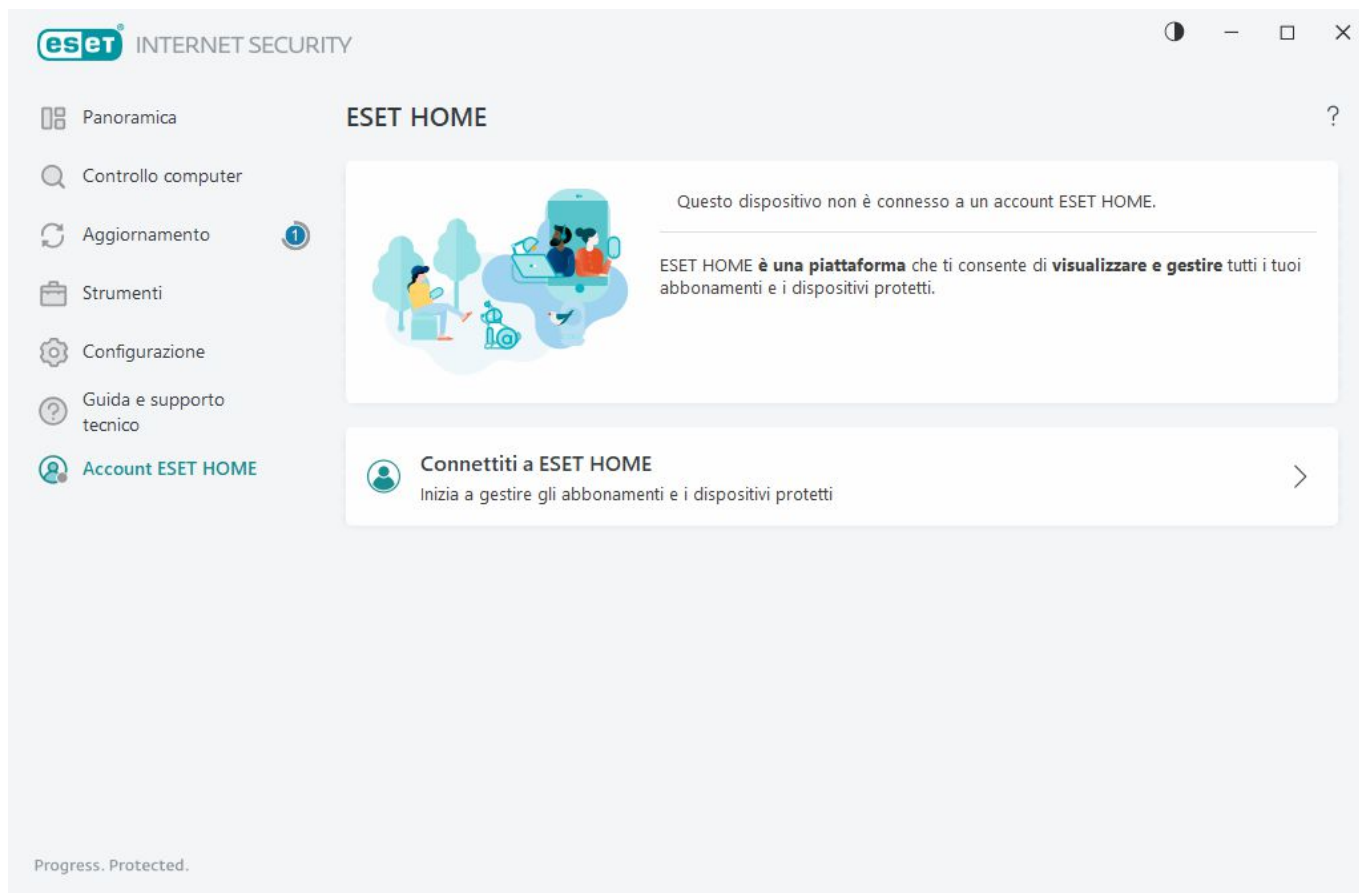 eset® INTERNET SECURITY
Panoramica
Controllo computer
Aggiornamento 1
Strumenti
Configurazione
Guida e supporto
tecnico
Account ESET HOME
ESET HOME
?
Questo dispositivo non è connesso a un account ESET HOME.
ESET HOME è una piattaforma che ti consente di visualizzare e gestire tutti i tuoi
abbonamenti e i dispositivi protetti.
Connettiti a ESET HOME
Inizia a gestire gli abbonamenti e i dispositivi protetti
Progress. Protected.